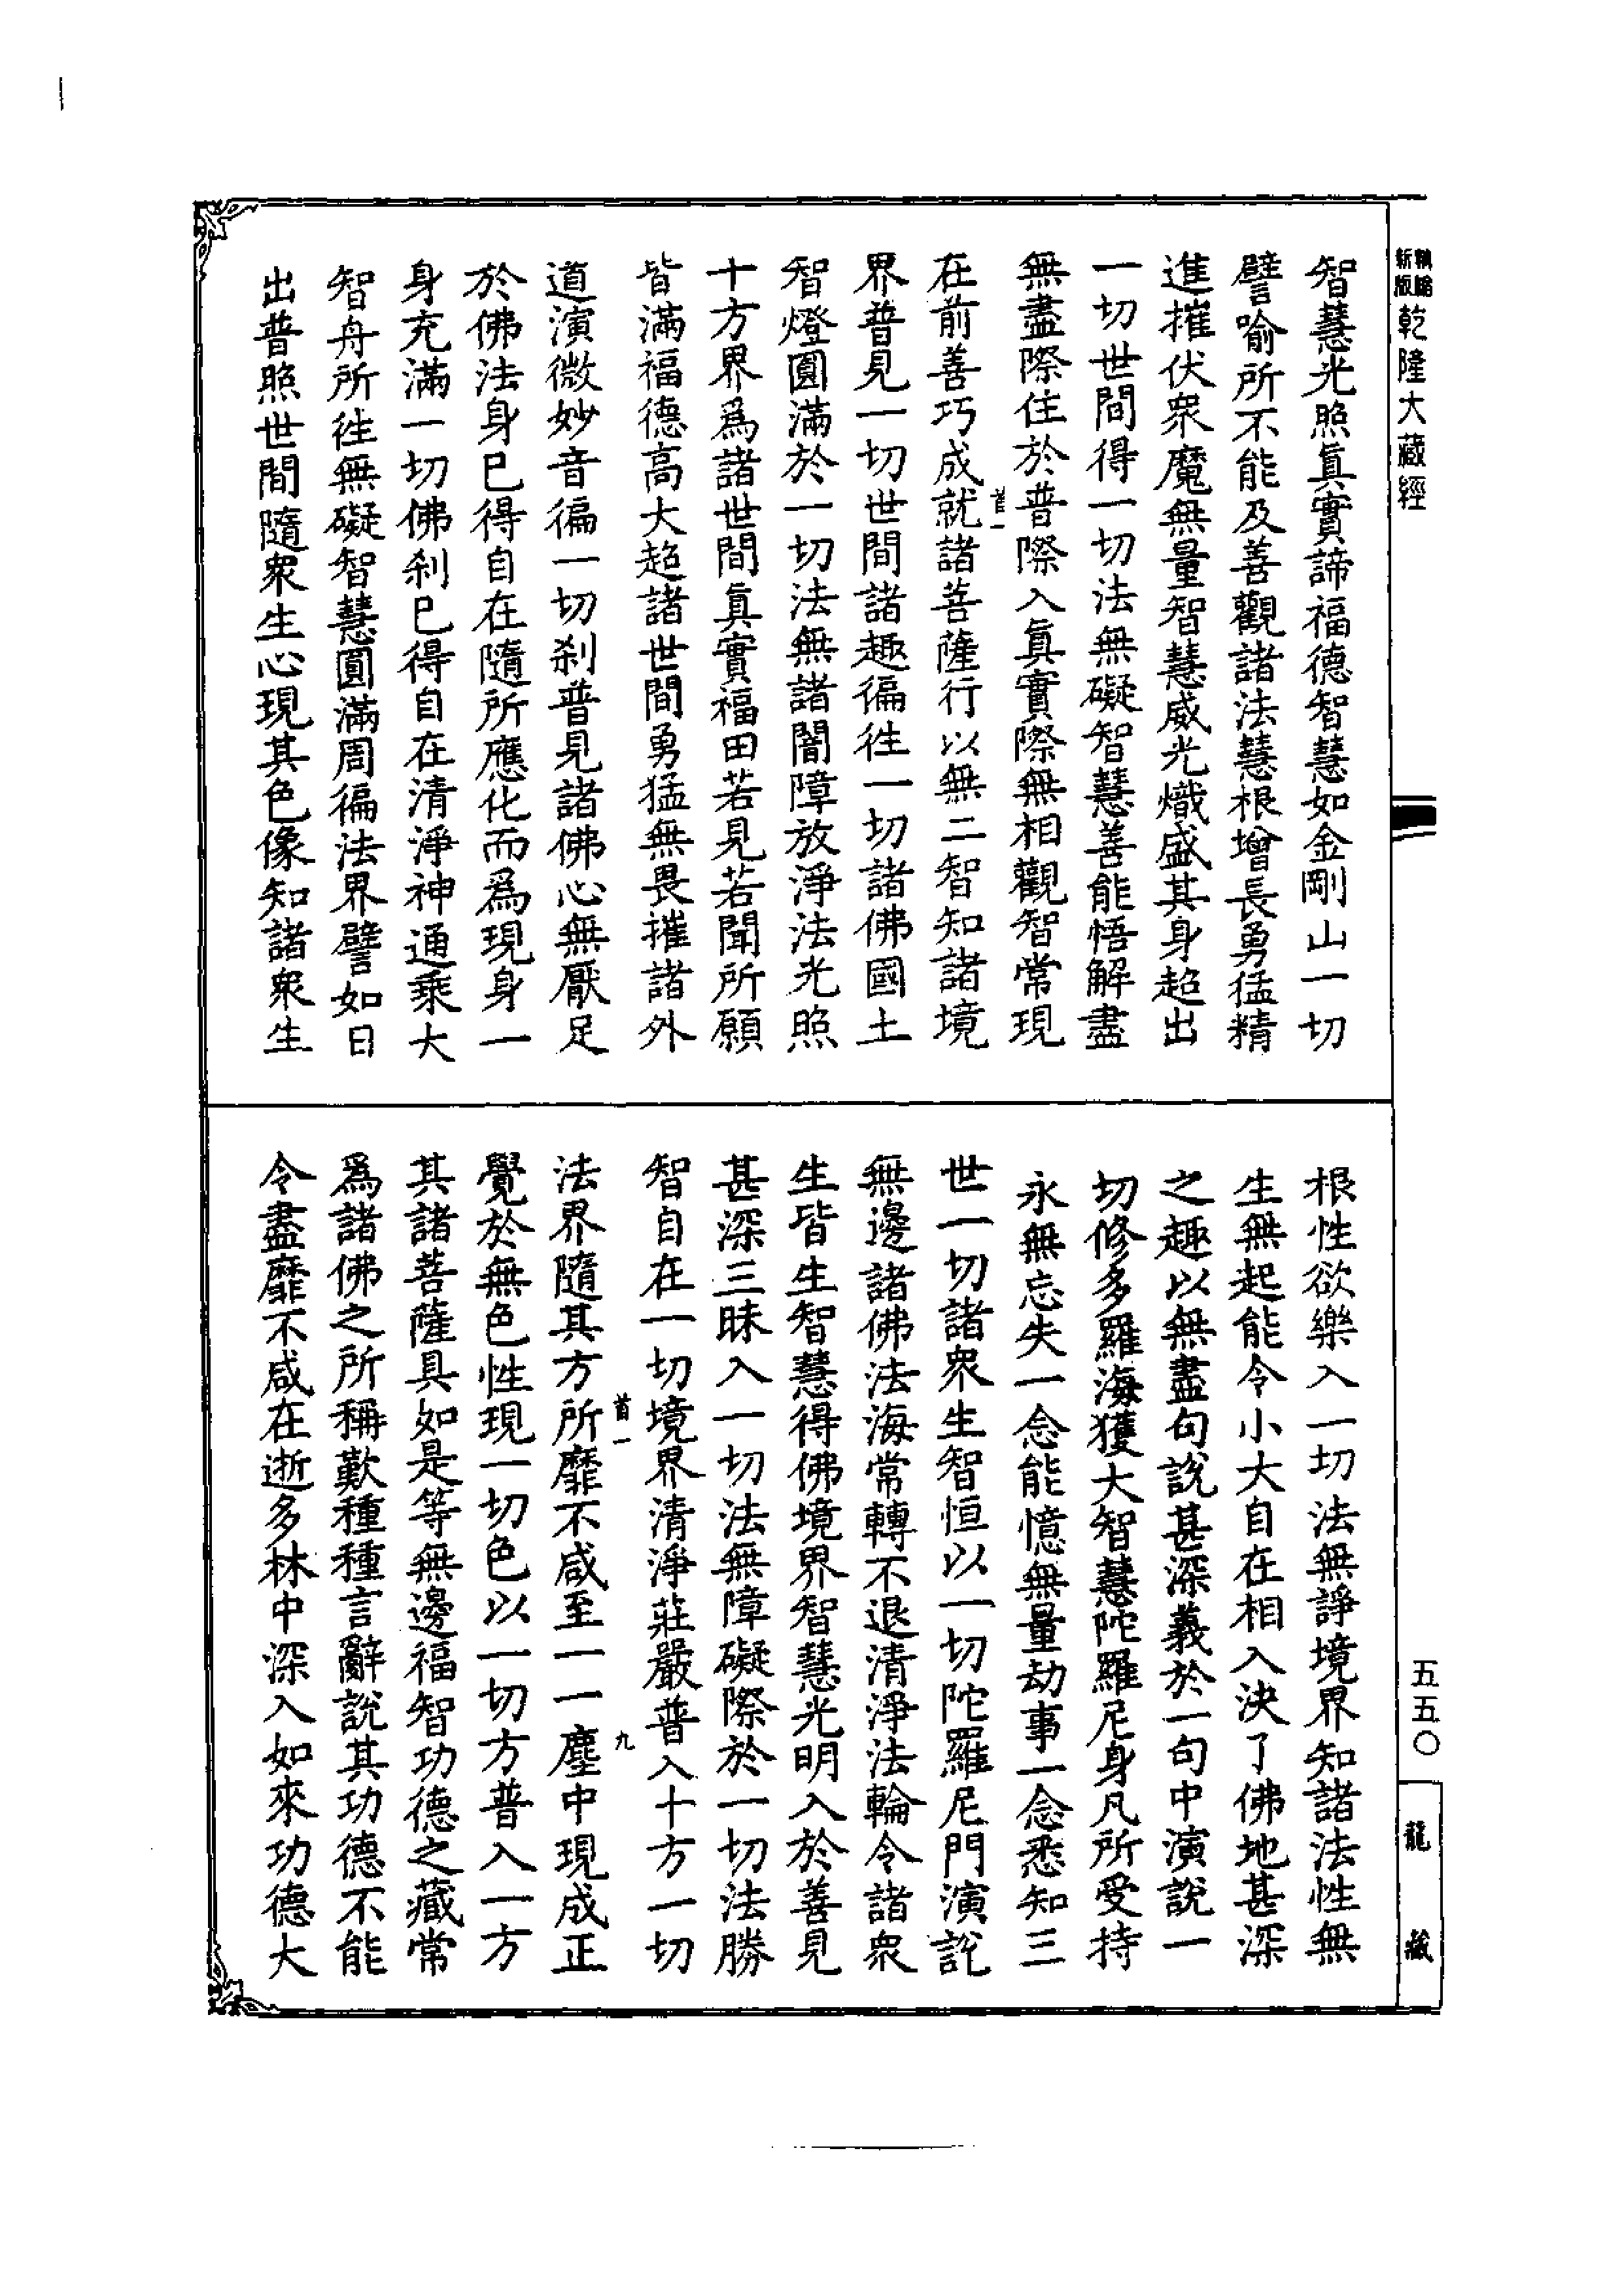 新版
乾隆大藏經
智慧光照眞實諦福德智慧如金剛山一切
譬喻所不能及善觀諸法慧根增長勇猛精
進摧伏衆魔無量智慧威光熾盛其身超出
一切世間得一切法無礙智慧善能悟解盡
無盡際住於普際入眞實際無相觀智常現
首一
在前善巧成就諸菩薩行以無二智知諸境
界普見一切世間諸趣徧往一切諸佛國土
智燈圓滿於一切法無諸闇障放淨法光照
十方界爲諸世間眞實福田若見若聞所願
皆滿福德高大超諸世間勇猛無畏摧諸外
道演微妙音徧一切刹普見諸佛心無厭足
於佛法身已得自在隨所應化而爲現身一
身充滿一切佛刹已得自在清淨神通乘大
智舟所往無礙智慧圓滿周徧法界譬如日
出普照世間隨衆生心現其色像知諸衆生
根性欲樂入一切法無諍境界知諸法性無
生無起能令小大自在相入決了佛地甚深
之趣以無盡句說甚深義於一句中演說一
切修多羅海獲大智慧陀羅尼身凡所受持
永無忘失一念能憶無量劫事一念悉知三
世一切諸衆生智恒以一切陀羅尼門演說
無邊諸佛法海常轉不退清淨法輪令諸衆
生皆生智慧得佛境界智慧光明入於善見
甚深三昧入一切法無障礙際於一切法勝
智自在一切境界清淨莊嚴普入十方一切
首一
九
法界隨其方所靡不咸至一一塵中現成正
覺於無色性現一切色以一切方普入一方
其諸菩薩具如是等無邊福智功德之藏常
爲諸佛之所稱歎種種言辭說其功德不能
令盡靡不咸在逝多林中深入如來功德大
五五〇
龍藏